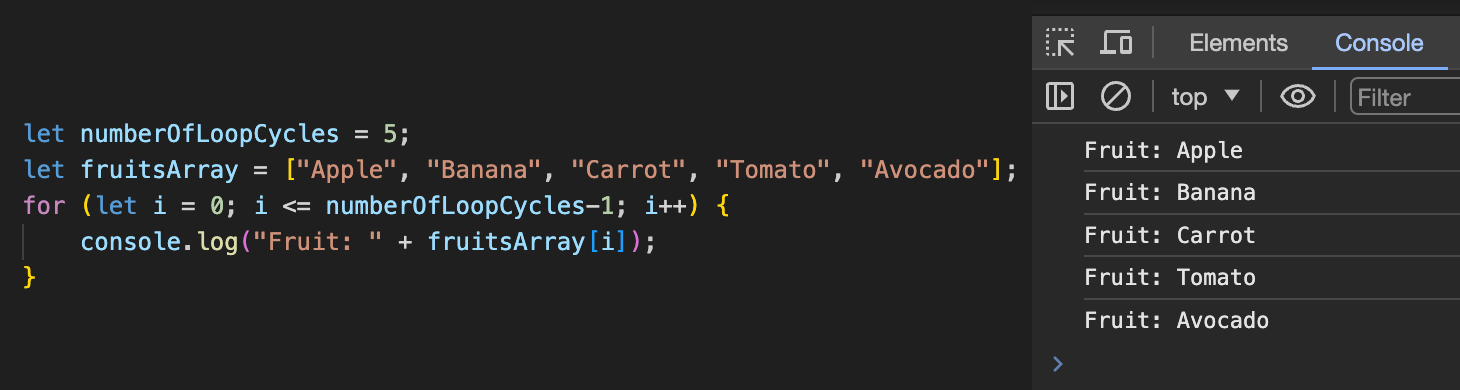 let numberOfLoopCycles = 5;
let fruitsArray = ["Apple", "Banana", "Carrot", "Tomato", "Avocado"];
for (let i = 0; i <= numberOfLoopCycles-1; i++) {
    console.log("Fruit: " + fruitsArray[i]);
}
Elements Console
top Filter
Fruit: Apple
Fruit: Banana
Fruit: Carrot
Fruit: Tomato
Fruit: Avocado